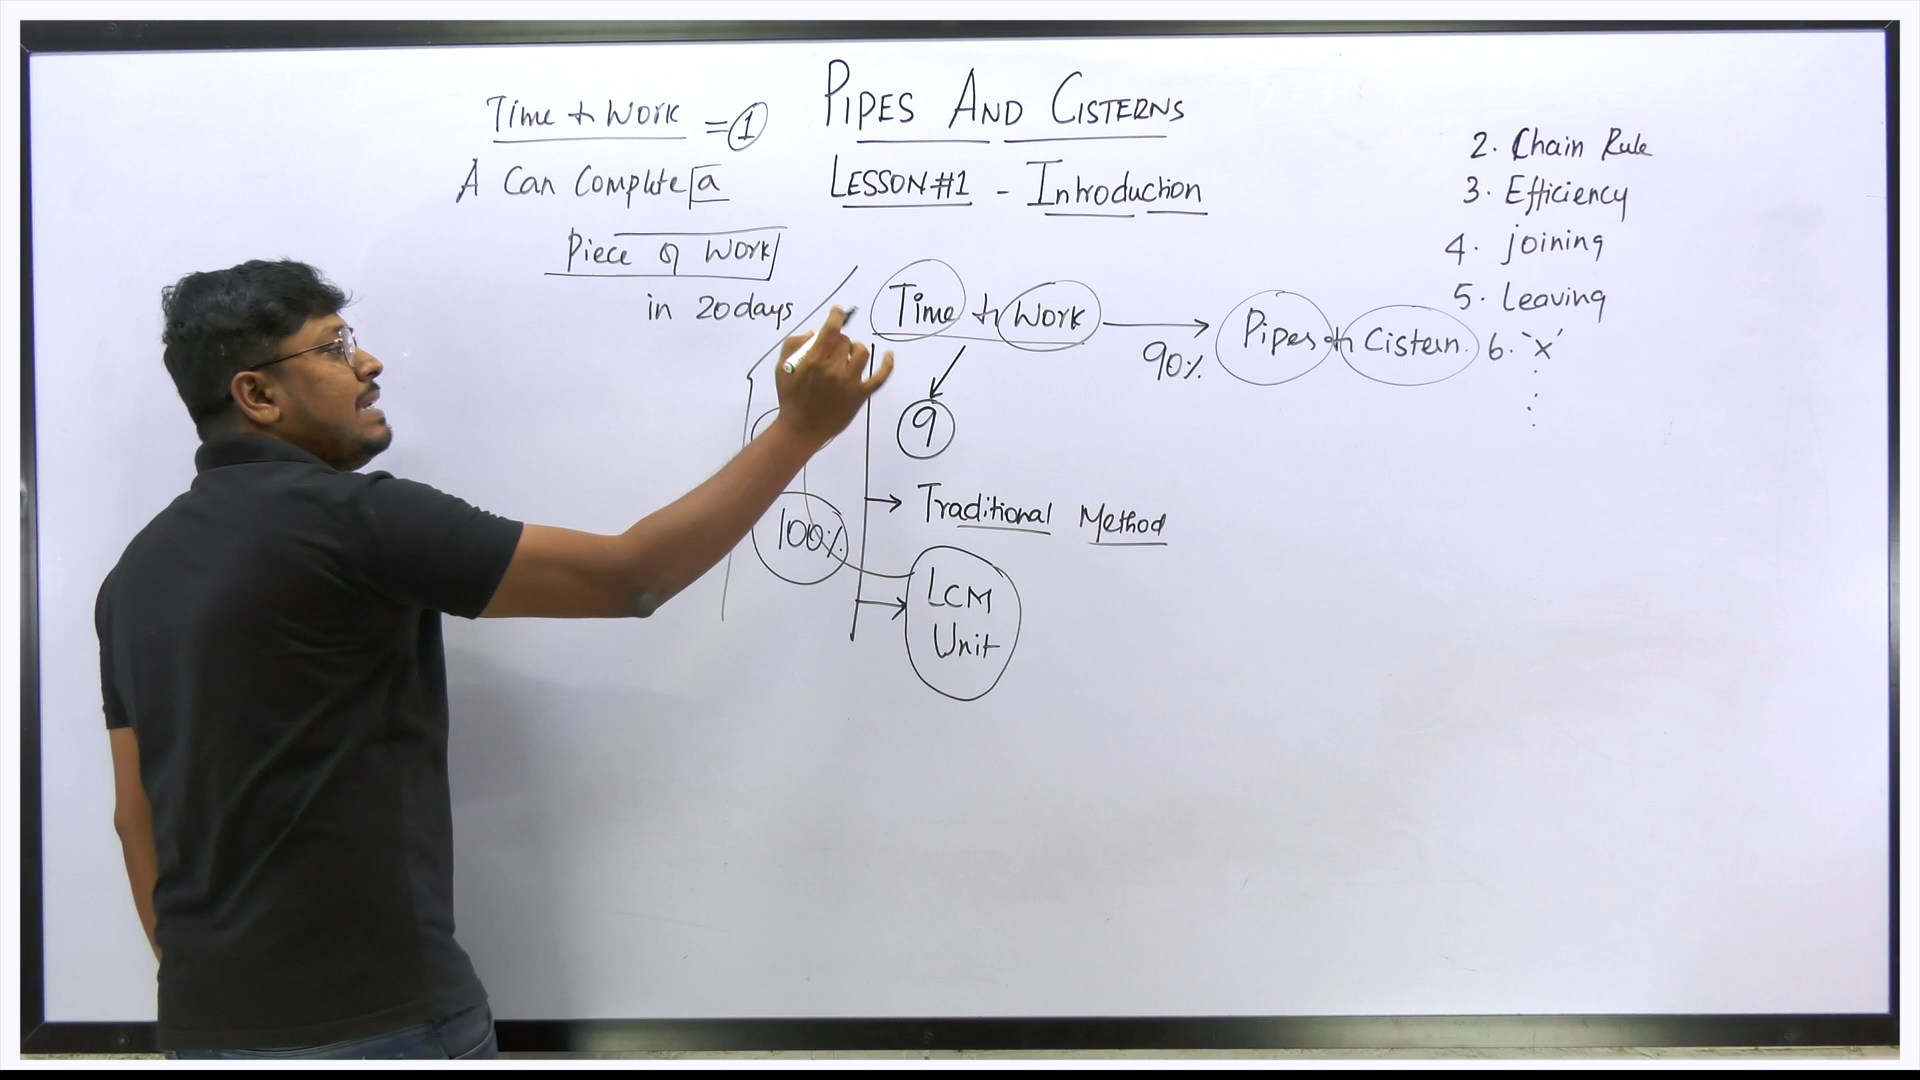 PIPES AND CISTERNS
LESSON#1 - Introduction
Time & Work = 1
A Can Complete a
Piece of Work
in 20days
Time & Work
90%
Pipes & Cistern.
9
Traditional Method
100%
LCM
Unit
2. Chain Rule
3. Efficiency
4. joining
5. Leaving
6. 'x'